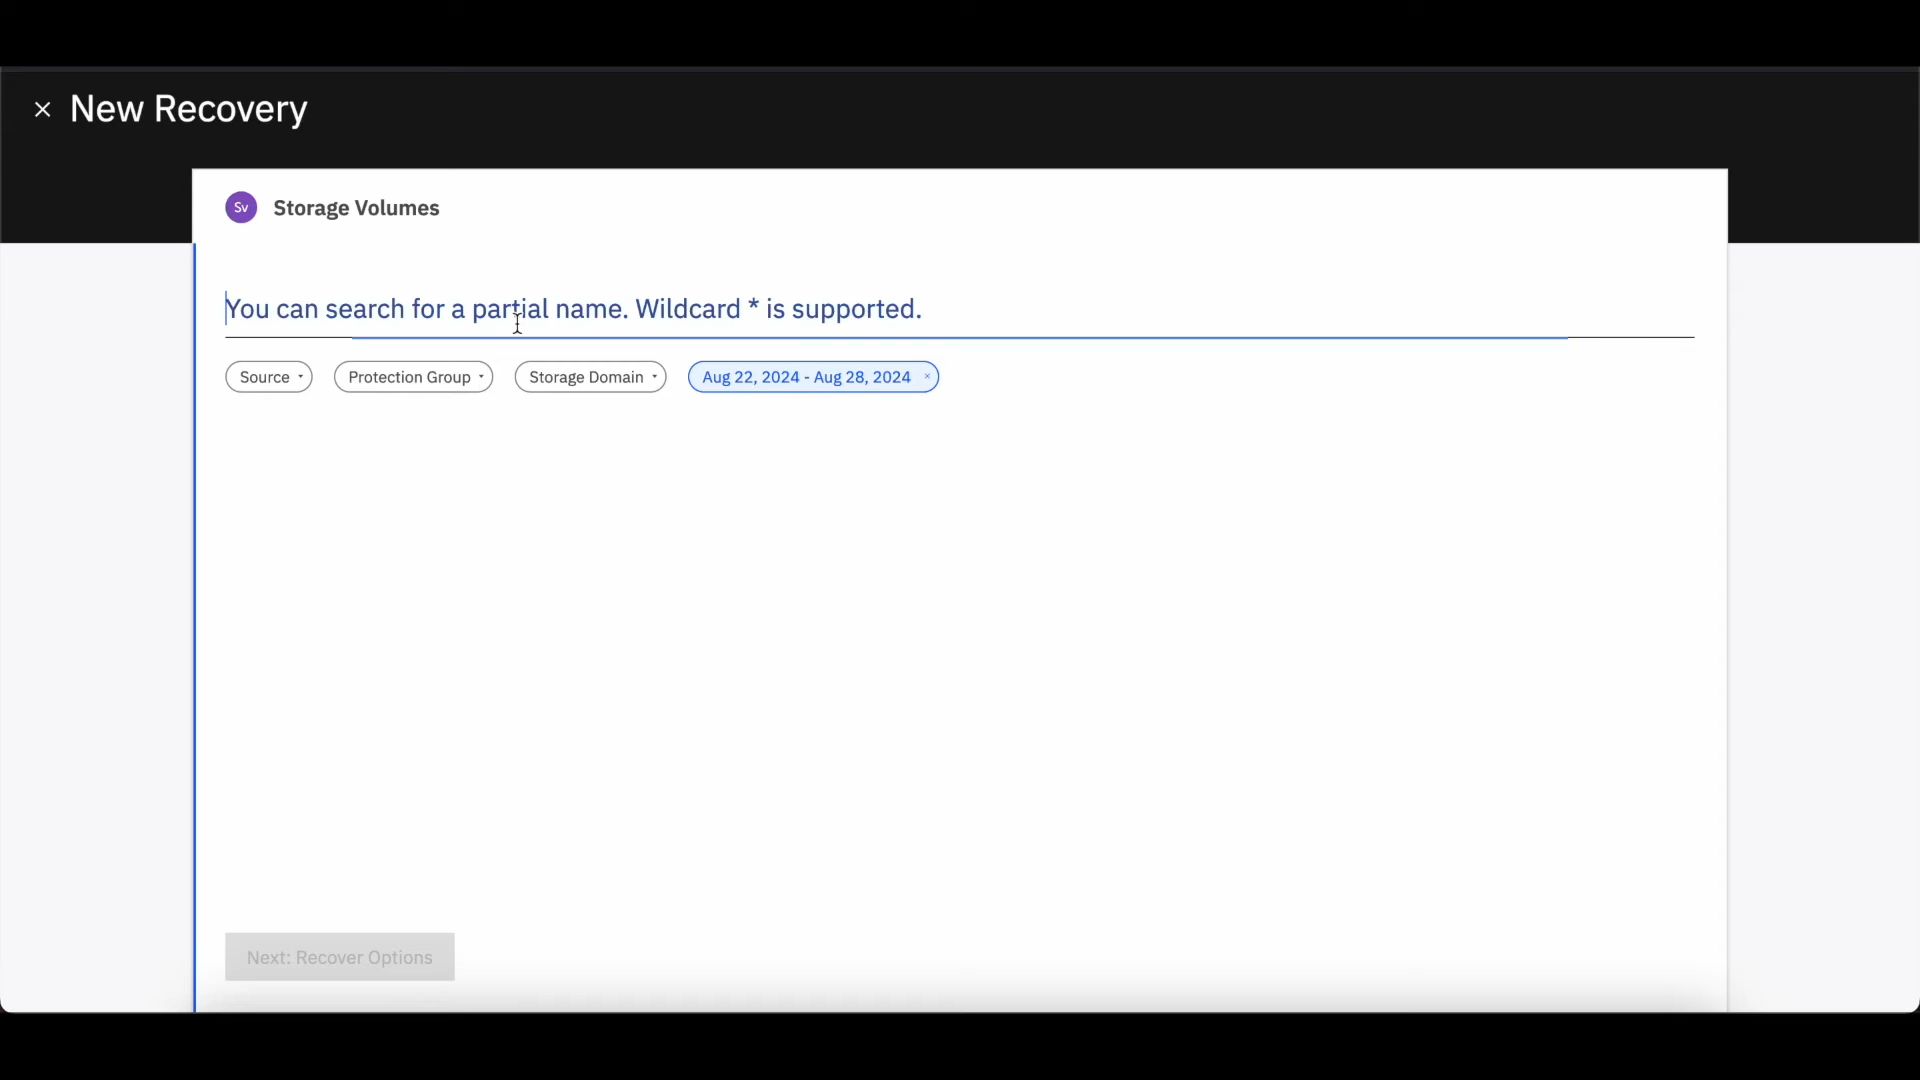 New Recovery
Sv Storage Volumes
You can search for a partial name. Wildcard * is supported.
Source Protection Group Storage Domain Aug 22, 2024 - Aug 28, 2024
Next: Recover Options